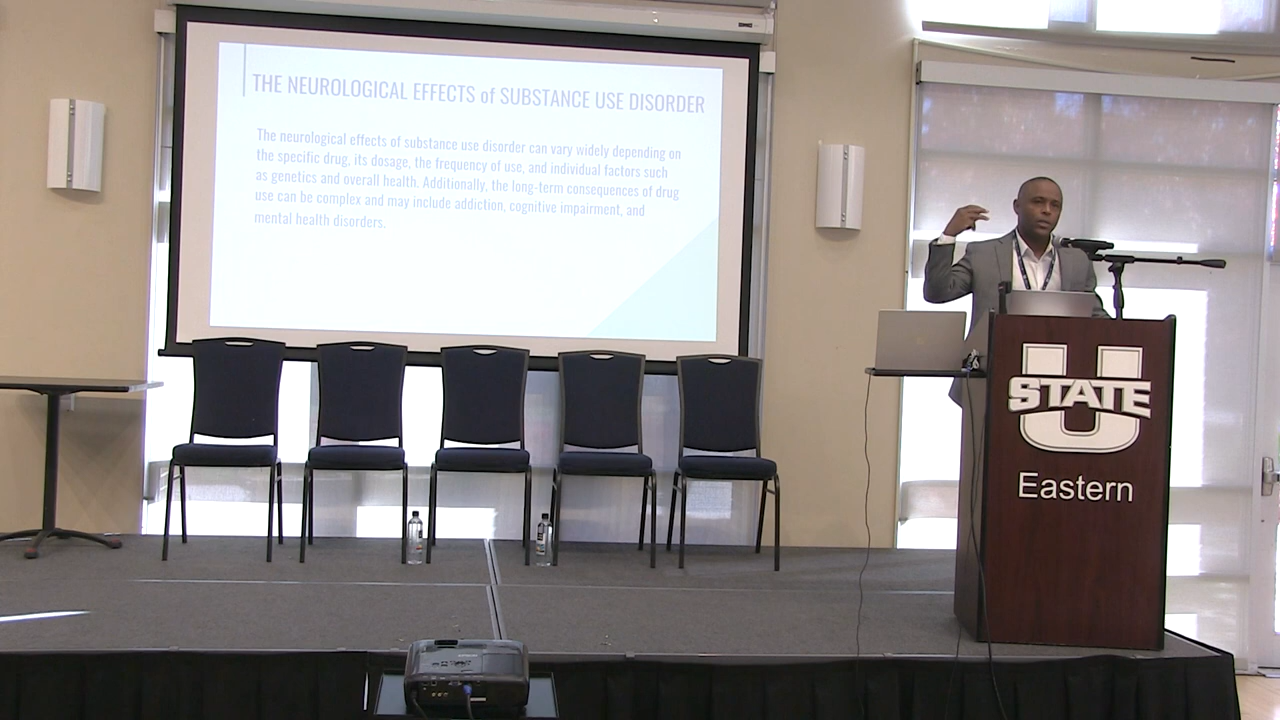 THE NEUROLOGICAL EFFECTS of SUBSTANCE USE DISORDER
The neurological effects of substance use disorder can vary widely depending on
the specific drug, its dosage, the frequency of use, and individual factors such
as genetics and overall health. Additionally, the long-term consequences of drug
use can be complex and may include addiction, cognitive impairment, and
mental health disorders.
U
STATE
Eastern